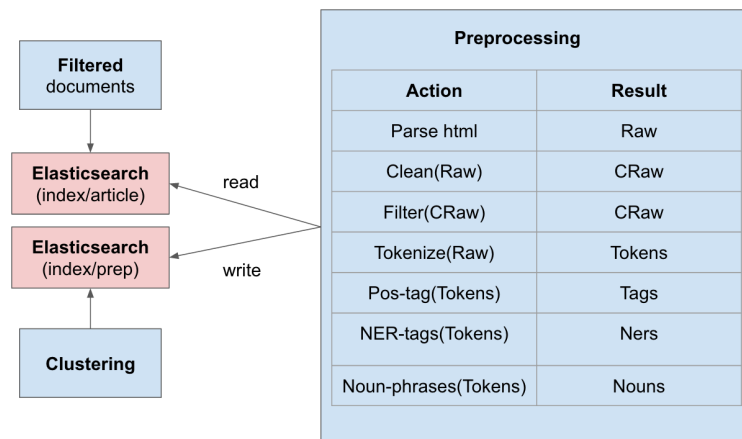 Filtered
documents
Elasticsearch
(index/article)
read
Elasticsearch
(index/prep)
write
Clustering
Preprocessing
Action Result
Parse html Raw
Clean(Raw) CRaw
Filter(CRaw) CRaw
Tokenize(Raw) Tokens
Pos-tag(Tokens) Tags
NER-tags(Tokens) Ners
Noun-phrases(Tokens) Nouns